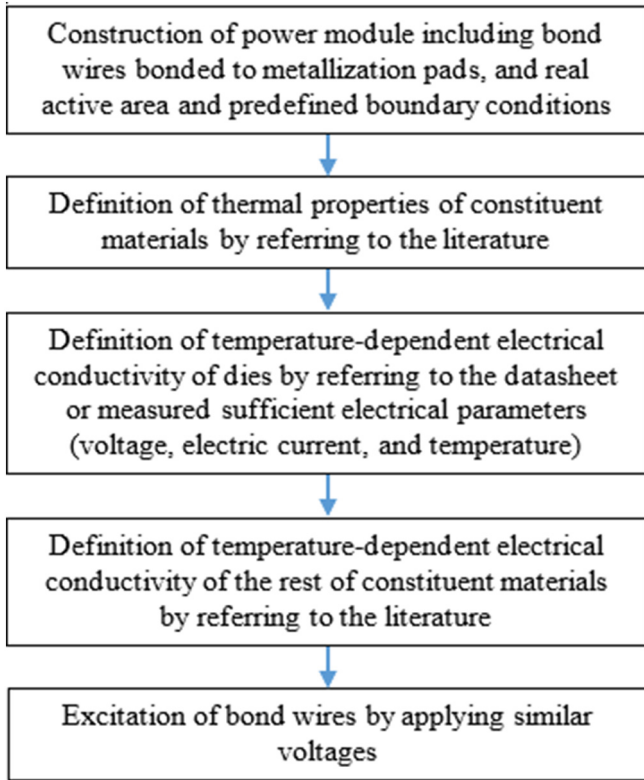 Construction of power module including bond
wires bonded to metallization pads, and real
active area and predefined boundary conditions
Definition of thermal properties of constituent
materials by referring to the literature
Definition of temperature-dependent electrical
conductivity of dies by referring to the datasheet
or measured sufficient electrical parameters
(voltage, electric current, and temperature)
Definition of temperature-dependent electrical
conductivity of the rest of constituent materials
by referring to the literature
Excitation of bond wires by applying similar
voltages